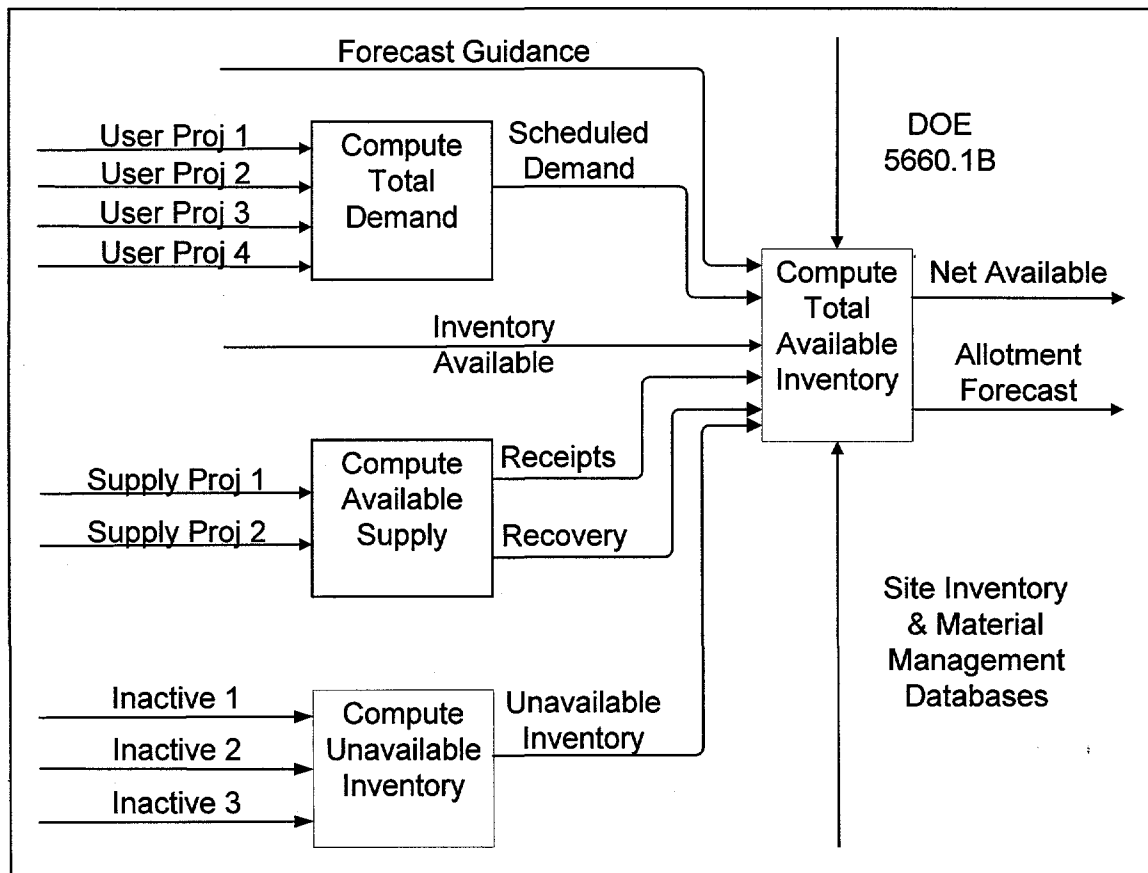 Forecast Guidance
User Proj 1
User Proj 2
User Proj 3
User Proj 4
Compute
Total
Demand
Scheduled
Demand
DOE
5660.1B
Inventory
Available
Compute
Total
Available
Inventory
Net Available
Allotment
Forecast
Supply Proj 1
Supply Proj 2
Compute
Available
Supply
Receipts
Recovery
Site Inventory
& Material
Management
Databases
Inactive 1
Inactive 2
Inactive 3
Compute
Unavailable
Inventory
Unavailable
Inventory